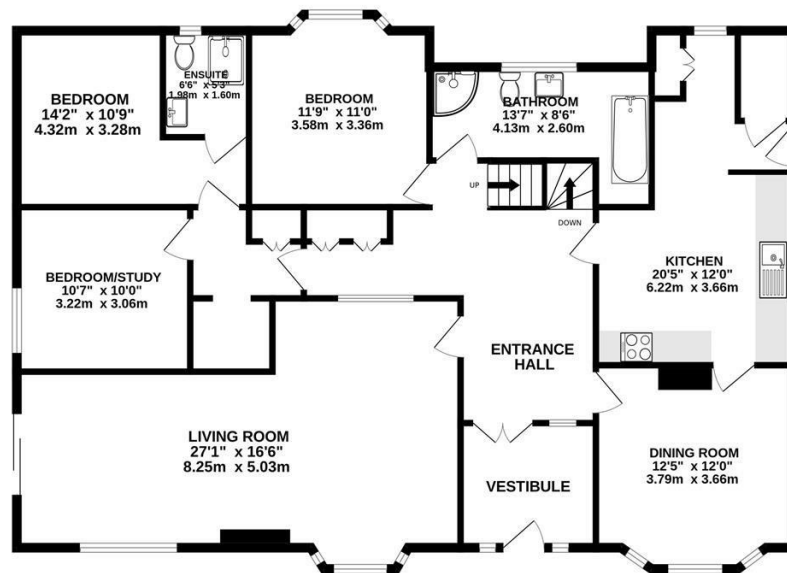 BEDROOM
14'2" x 10'9"
4.32m x 3.28m
ENSUITE
6'6" x 5'3"
1.98m x 1.60m
BEDROOM
11'9" x 11'0"
3.58m x 3.36m
BATHROOM
13'7" x 8'6"
4.13m x 2.60m
UP
DOWN
BEDROOM/STUDY
10'7" x 10'0"
3.22m x 3.06m
KITCHEN
20'5" x 12'0"
6.22m x 3.66m
ENTRANCE
HALL
LIVING ROOM
27'1" x 16'6"
8.25m x 5.03m
VESTIBULE
DINING ROOM
12'5" x 12'0"
3.79m x 3.66m